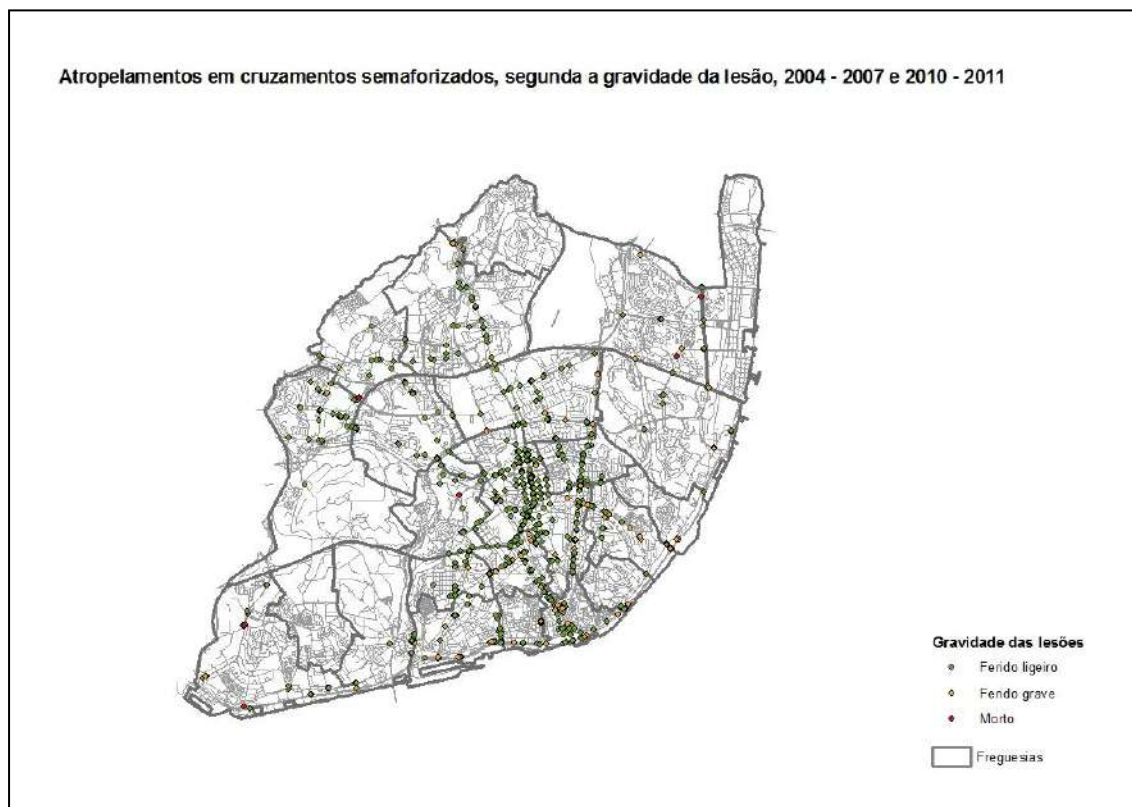 Atropelamentos em cruzamentos semaforizados, segunda a gravidade da lesão, 2004 - 2007 e 2010 - 2011
Gravidade das lesões
Ferido ligeiro
Ferido grave
Morto
Freguesias